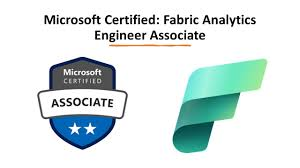 Microsoft Certified: Fabric Analytics
Engineer Associate
Microsoft
CERTIFIED
ASSOCIATE